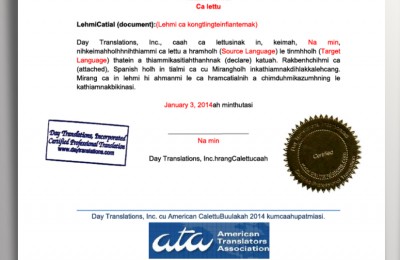 Ca lettu
LehmiCatial (document):(Lehmi ca kongtlingteinfiantemak)
Day Translations, Inc., caah ca lettusinak in, keimah, Na min,
nihkeimahholhnihthiammi ca lettu a hramholh (Source Language) le tinmhholh (Target
Language) thatein a thiammikasitlahthanhnak (declare) katuah. Rakbenhchilhmi ca
(attached), Spanish holh in tialmi ca cu Mirangholh inkathiamnakdihlakkalehcang.
Mirang ca in lehmi hi ahmanmi le ca hramcatialnih a chimduhmikazumhning le
kathiamnakbikinasi.
January 3, 2014ah minthutasi
Na min
Day Translations, Inc.hrangCalettucaah
Day Translations, Incorporated
Certified Professional Translation
www.daytranslations.com
Certified
Day Translations, Inc. cu American CalettuBuulakah 2014 kumcaahupatmiasi.
ata
American
Translators
Association